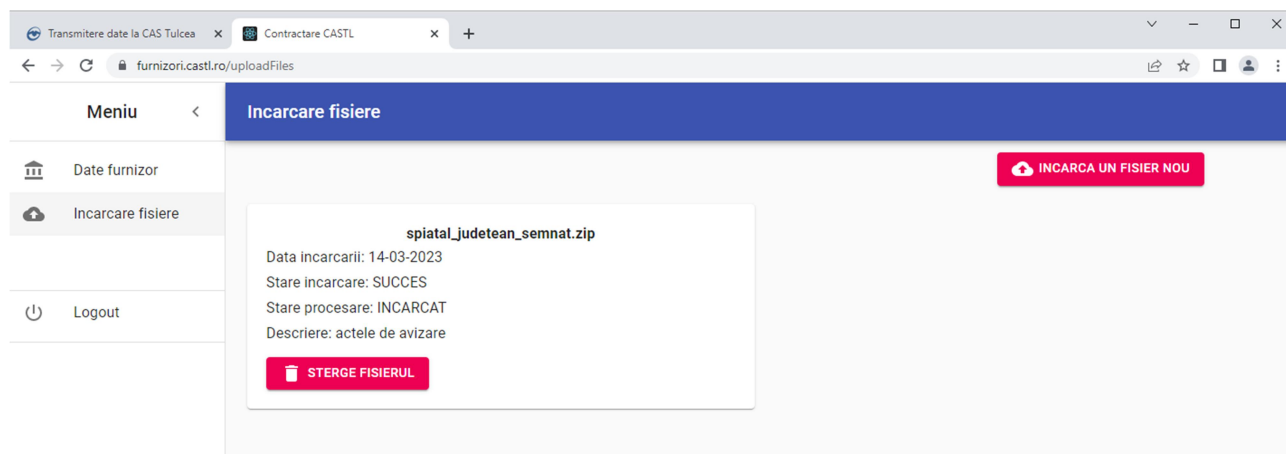 Transmitere date la CAS Tulcea
Contractare CASTL
furnizori.castl.ro/uploadFiles
Meniu
Incarcare fisiere
Date furnizor
Incarcare fisiere
Logout
INCARCA UN FISIER NOU
spiatal_judetean_semnat.zip
Data incarcarii: 14-03-2023
Stare incarcare: SUCCES
Stare procesare: INCARCAT
Descriere: actele de avizare
STERGE FISIERUL